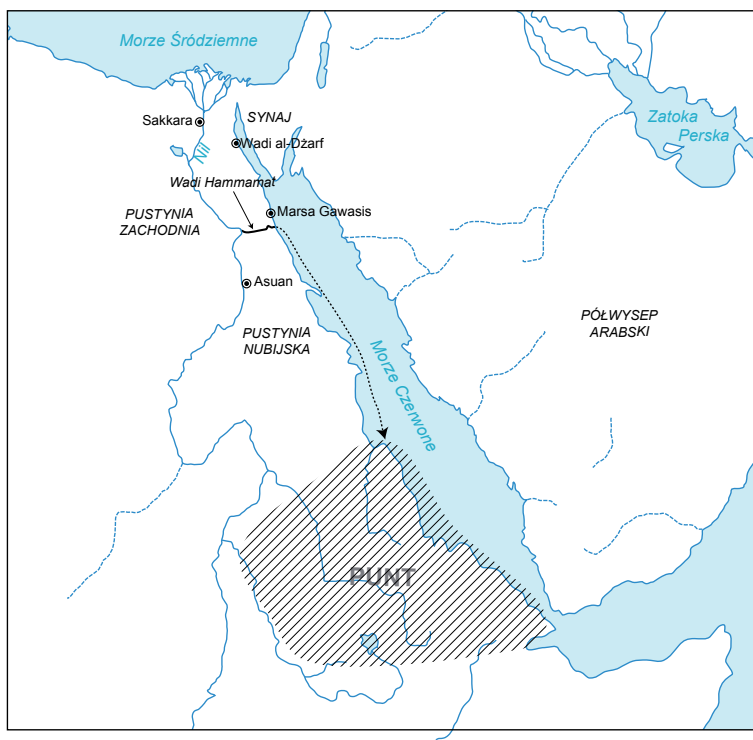 Morze Śródziemne
SYNAJ
Sakkara
Zatoka
Perska
Wadi al-Dżarf
Nil
Wadi Hammamat
PUSTYNIA
ZACHODNIA
Marsa Gawasis
Asuan
PUSTYNIA
NUBIJSKA
PÓŁWYSEP
ARABSKI
Morze Czerwone
PUNT